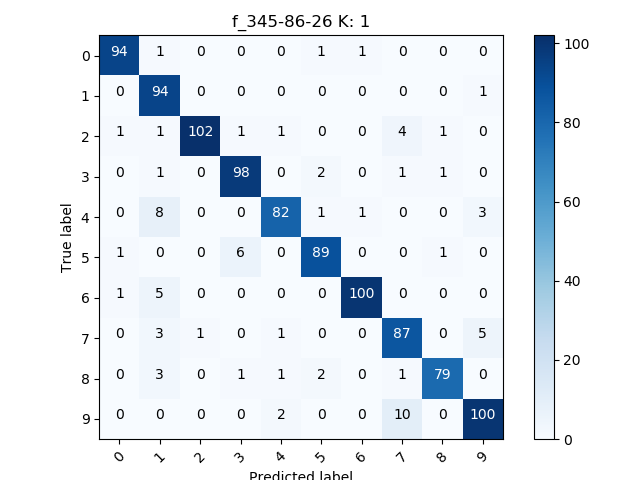 f_345-86-26 K: 1
0 94 1 0 0 0 1 1 0 0 0
1 0 94 0 0 0 0 0 0 0 1
2 1 1 102 1 1 0 0 4 1 0
3 0 1 0 98 0 2 0 1 1 0
4 0 8 0 0 82 1 1 0 0 3
5 1 0 0 6 0 89 0 0 1 0
6 1 5 0 0 0 0 100 0 0 0
7 0 3 1 0 1 0 0 87 0 5
8 0 3 0 1 1 2 0 1 79 0
9 0 0 0 0 2 0 0 10 0 100
0 1 2 3 4 5 6 7 8 9
True label
Predicted label
100
80
60
40
20
0